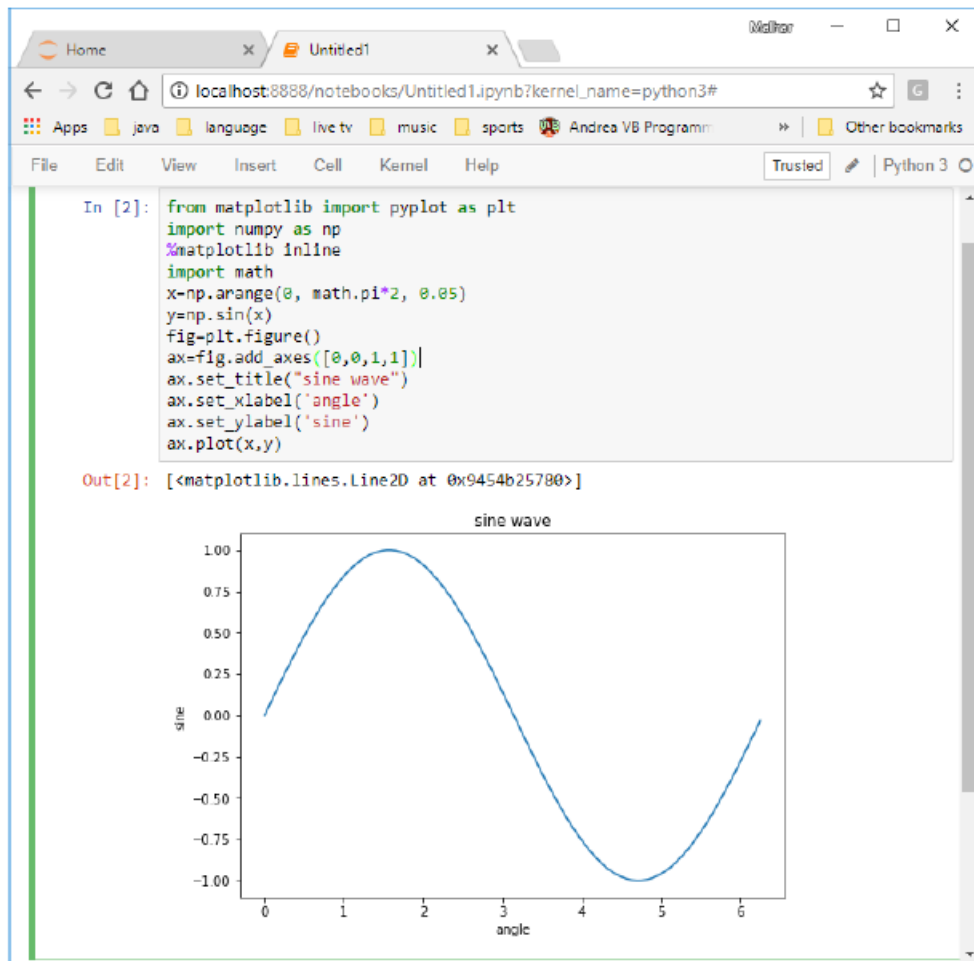 Malhar
Home
Untitled1
localhost:8888/notebooks/Untitled1.ipynb?kernel_name=python3#
G
Apps java language live tv music sports Andrea VB Programm » Other bookmarks
File Edit View Insert Cell Kernel Help Trusted Python 3
In [2]: from matplotlib import pyplot as plt
import numpy as np
%matplotlib inline
import math
x=np.arange(0, math.pi*2, 0.05)
y=np.sin(x)
fig=plt.figure()
ax=fig.add_axes([0,0,1,1])
ax.set_title("sine wave")
ax.set_xlabel('angle')
ax.set_ylabel('sine')
ax.plot(x,y)
Out[2]: [<matplotlib.lines.Line2D at 0x9454b25780>]
sine wave
1.00
0.75
0.50
0.25
0.00
sine
−0.25
−0.50
−0.75
−1.00
0 1 2 3 4 5 6
angle